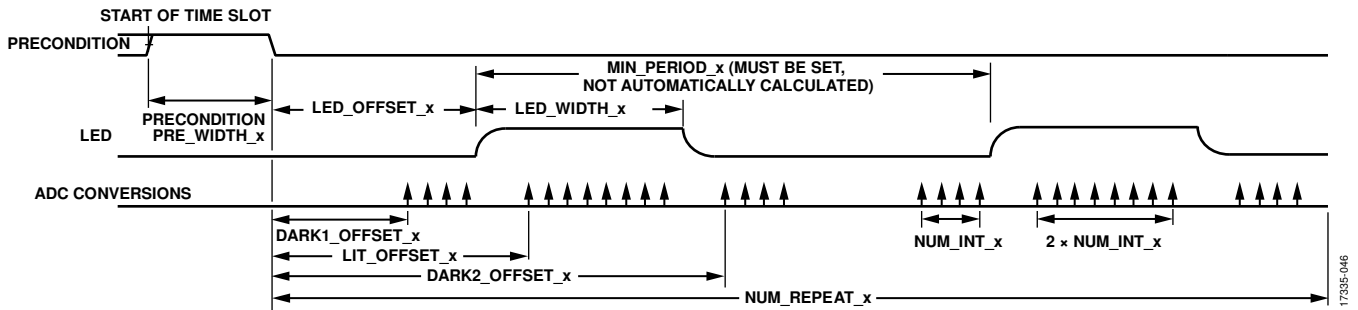 START OF TIME SLOT
PRECONDITION
MIN_PERIOD_x (MUST BE SET,
NOT AUTOMATICALLY CALCULATED)
LED_OFFSET_x
LED_WIDTH_x
PRECONDITION
PRE_WIDTH_x
LED
ADC CONVERSIONS
DARK1_OFFSET_x
NUM_INT_x
2 × NUM_INT_x
LIT_OFFSET_x
DARK2_OFFSET_x
NUM_REPEAT_x
17335-046